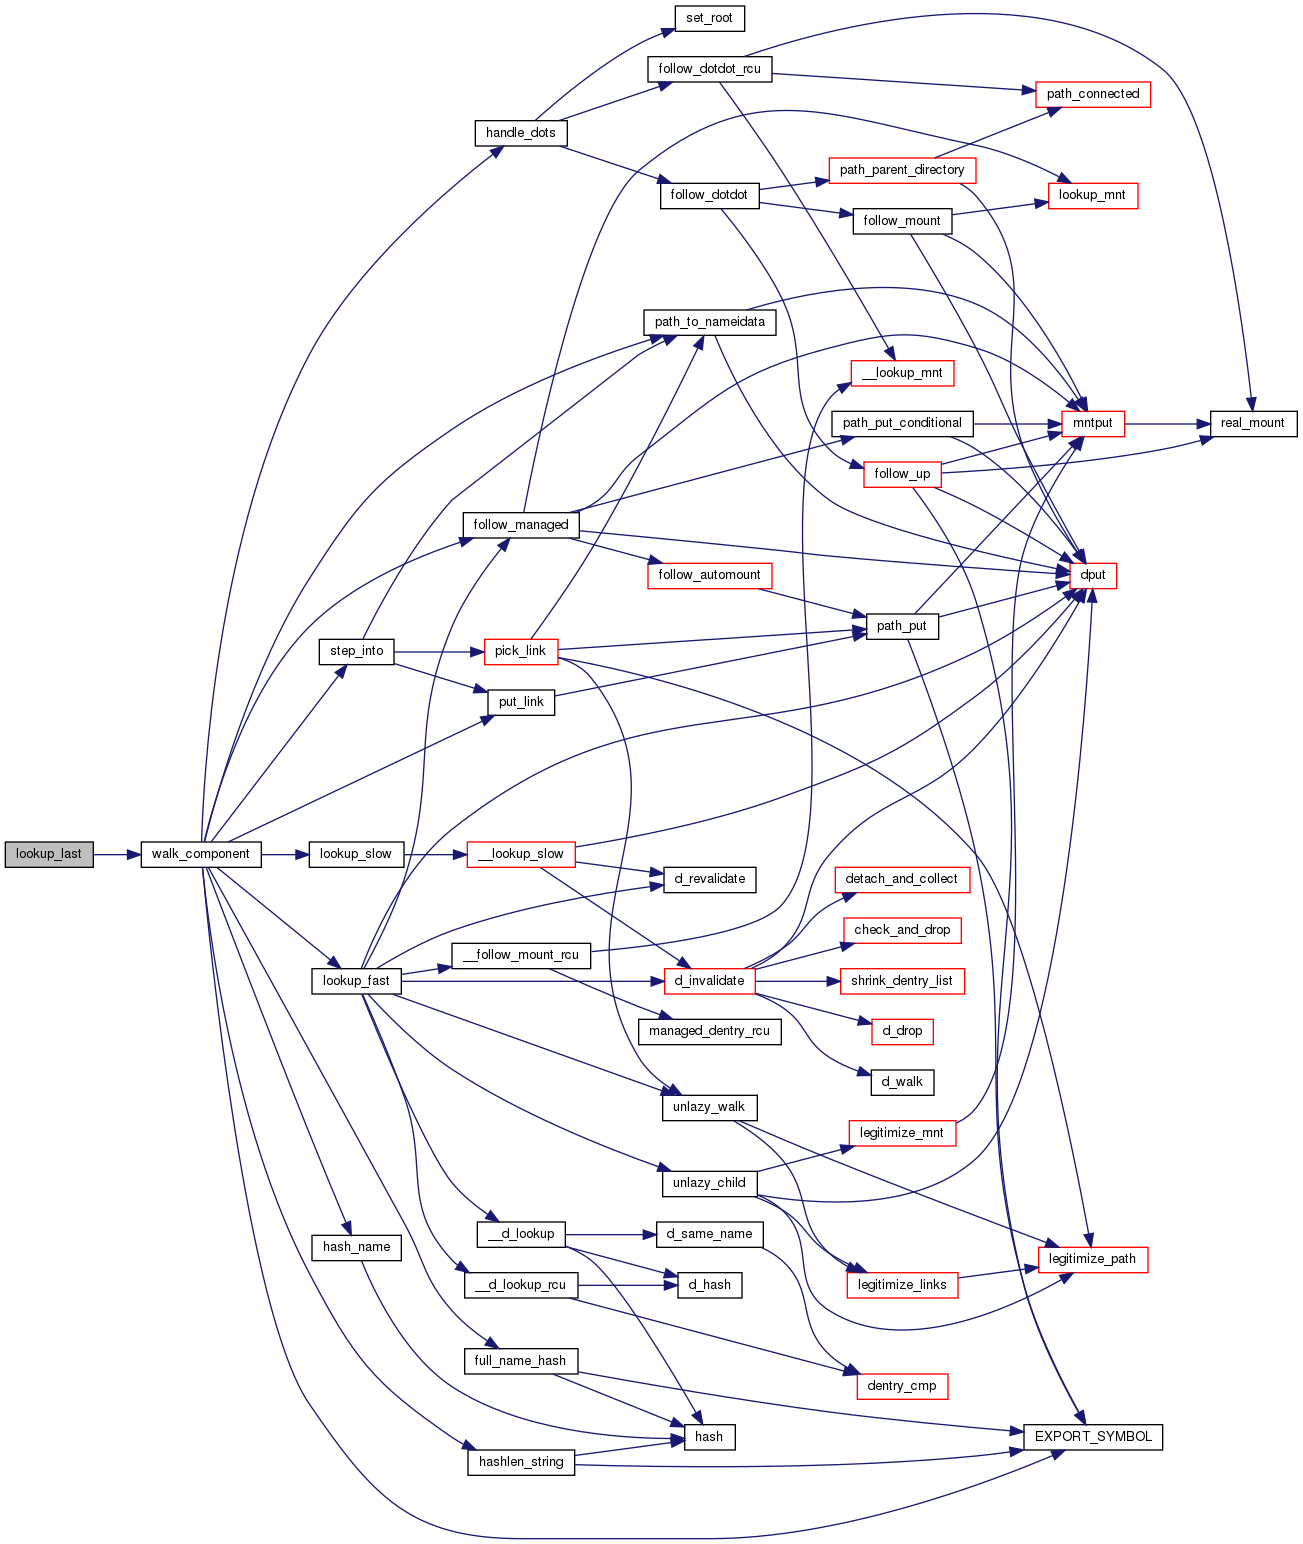 set_root
follow_dotdot_rcu
path_connected
handle_dots
path_parent_directory
follow_dotdot
lookup_mnt
follow_mount
path_to_nameidata
__lookup_mnt
path_put_conditional
mntput
real_mount
follow_up
follow_managed
follow_automount
dput
path_put
step_into
pick_link
put_link
lookup_last
walk_component
lookup_slow
__lookup_slow
d_revalidate
detach_and_collect
check_and_drop
__follow_mount_rcu
lookup_fast
d_invalidate
shrink_dentry_list
managed_dentry_rcu
d_drop
d_walk
unlazy_walk
legitimize_mnt
unlazy_child
__d_lookup
d_same_name
hash_name
legitimize_path
__d_lookup_rcu
d_hash
legitimize_links
full_name_hash
dentry_cmp
hash
EXPORT_SYMBOL
hashlen_string